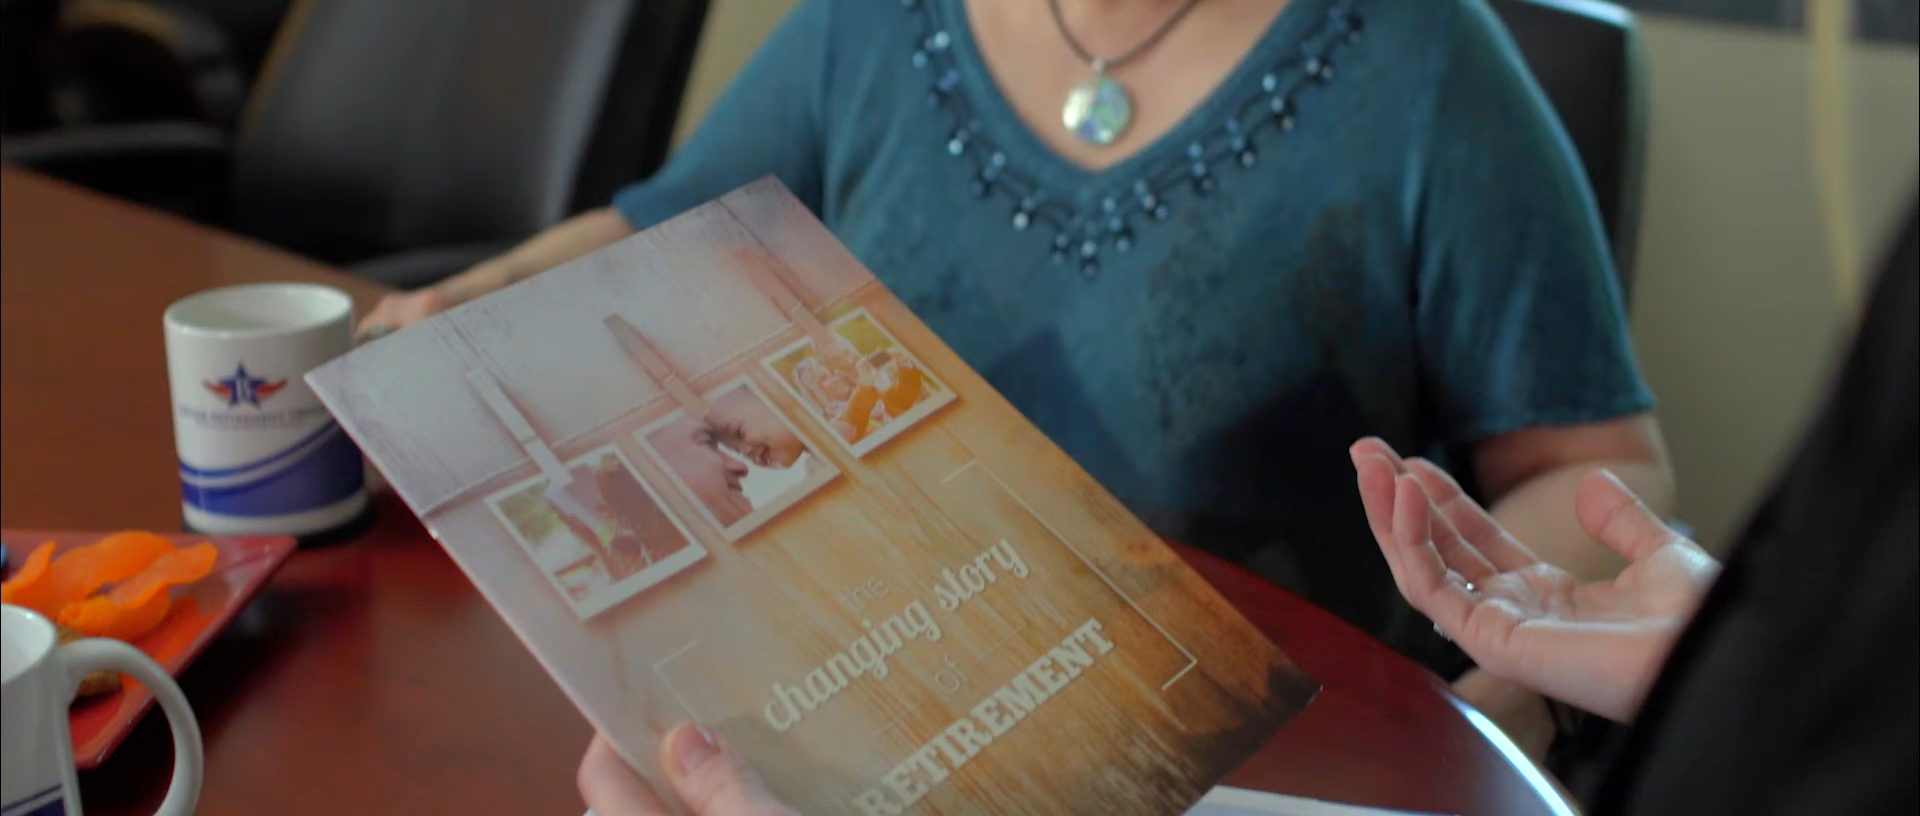 the
changing story
of
RETIREMENT